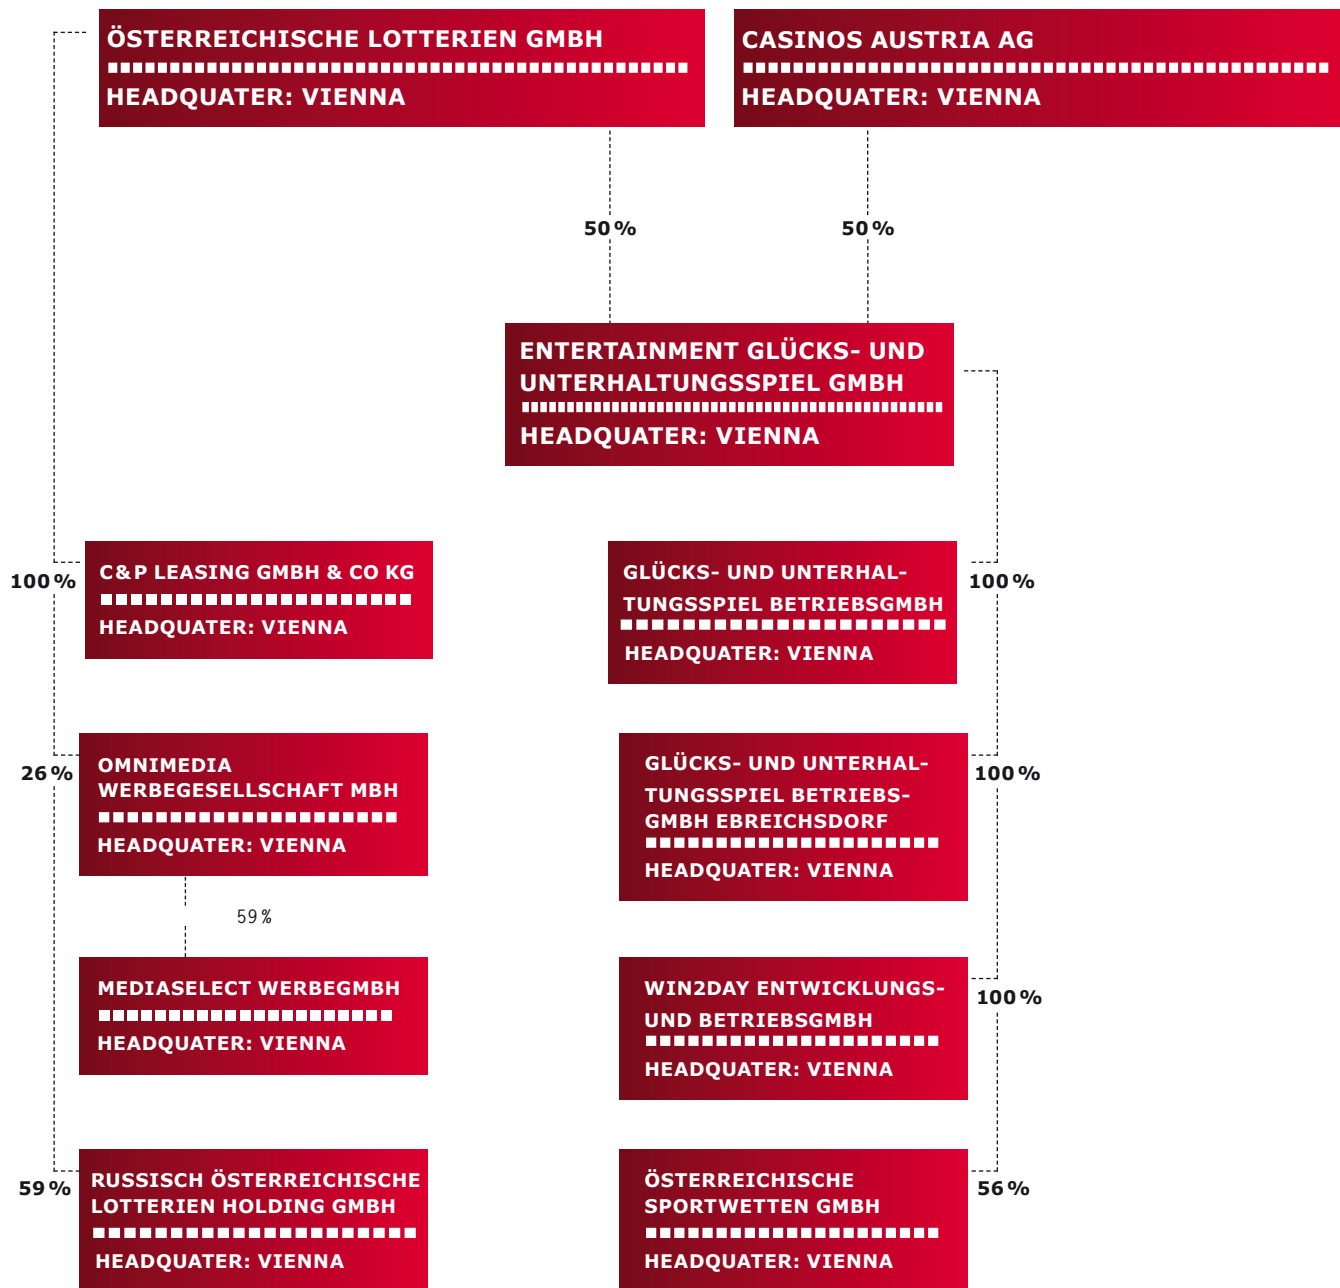 ÖSTERREICHISCHE LOTTERIEN GMBH
HEADQUATER: VIENNA
CASINOS AUSTRIA AG
HEADQUATER: VIENNA
50 %
50 %
ENTERTAINMENT GLÜCKS- UND
UNTERHALTUNGSSPIEL GMBH
HEADQUATER: VIENNA
100 %
C&P LEASING GMBH & CO KG
HEADQUATER: VIENNA
GLÜCKS- UND UNTERHAL-
TUNGSSPIEL BETRIEBSGMBH
HEADQUATER: VIENNA
100 %
26 %
OMNIMEDIA
WERBEGESELLSCHAFT MBH
HEADQUATER: VIENNA
GLÜCKS- UND UNTERHAL-
TUNGSSPIEL BETRIEBS-
GMBH EBREICHSDORF
HEADQUATER: VIENNA
100 %
59 %
MEDIASELECT WERBEGMBH
HEADQUATER: VIENNA
WIN2DAY ENTWICKLUNGS-
UND BETRIEBSGMBH
HEADQUATER: VIENNA
100 %
59 %
RUSSISCH ÖSTERREICHISCHE
LOTTERIEN HOLDING GMBH
HEADQUATER: VIENNA
ÖSTERREICHISCHE
SPORTWETTEN GMBH
HEADQUATER: VIENNA
56 %